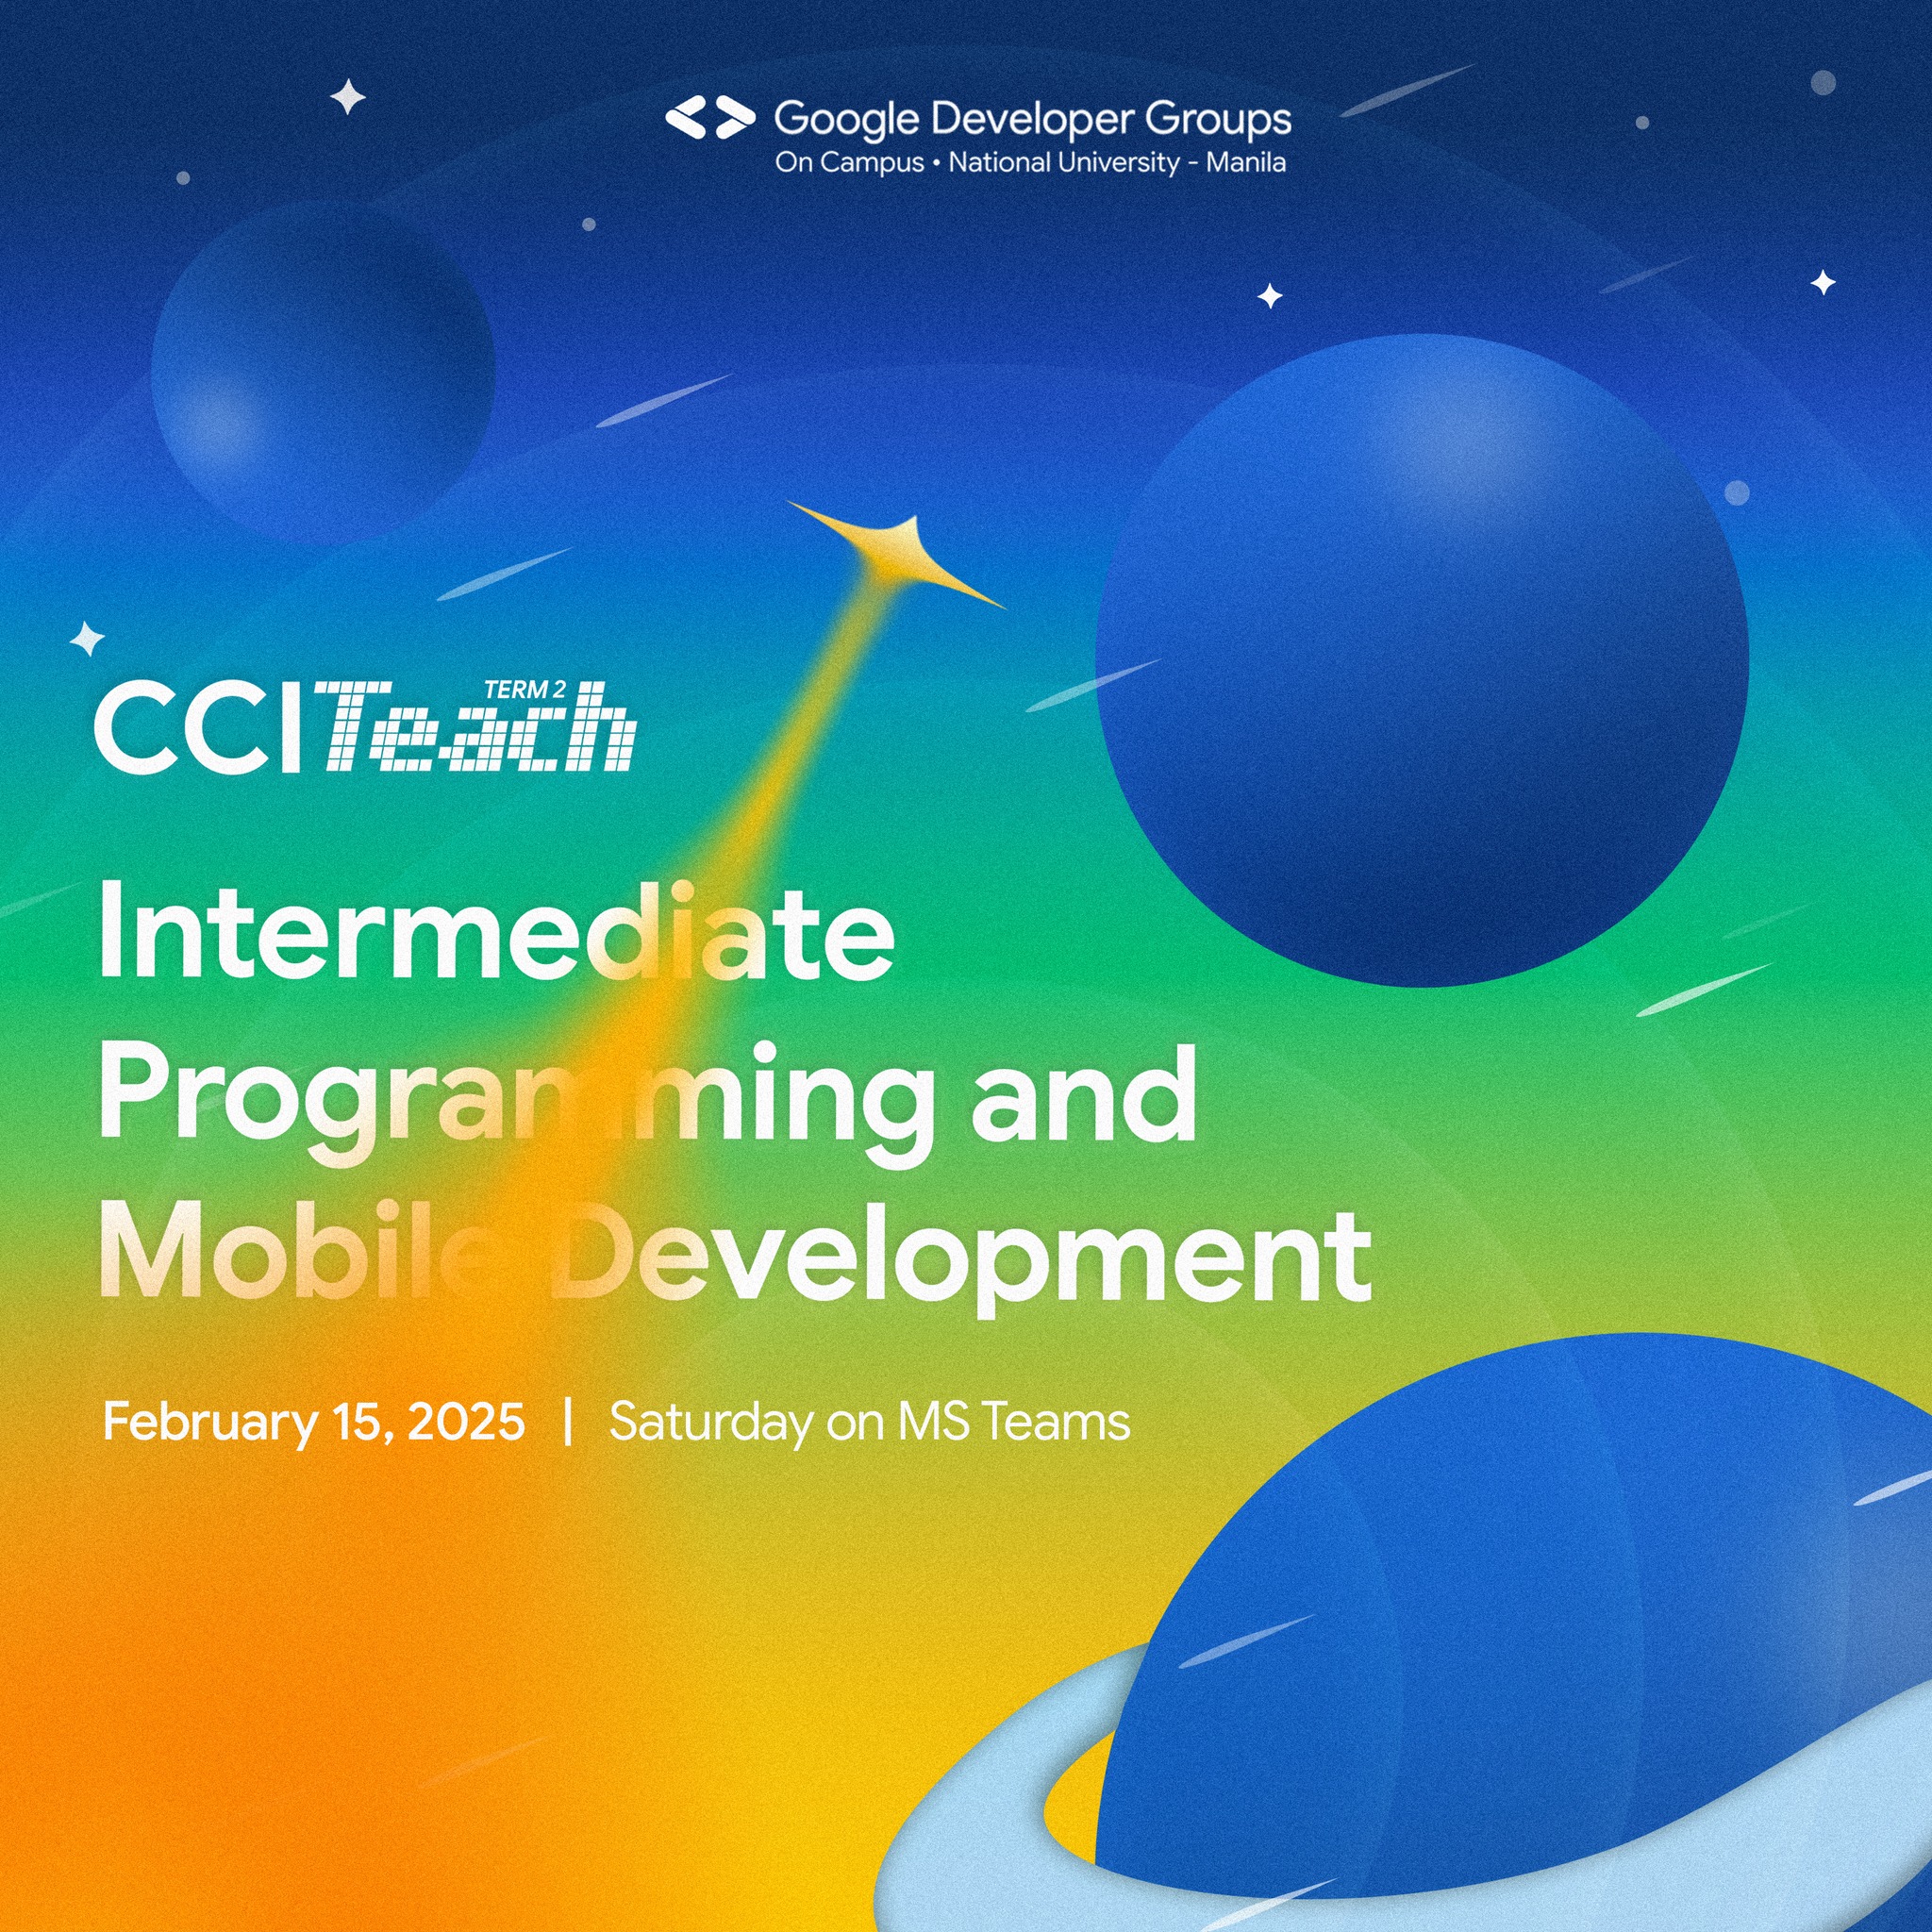 Google Developer Groups
On Campus • National University - Manila
TERM 2
CCITeach
Intermediate
Programming and
Mobile Development
February 15, 2025 | Saturday on MS Teams